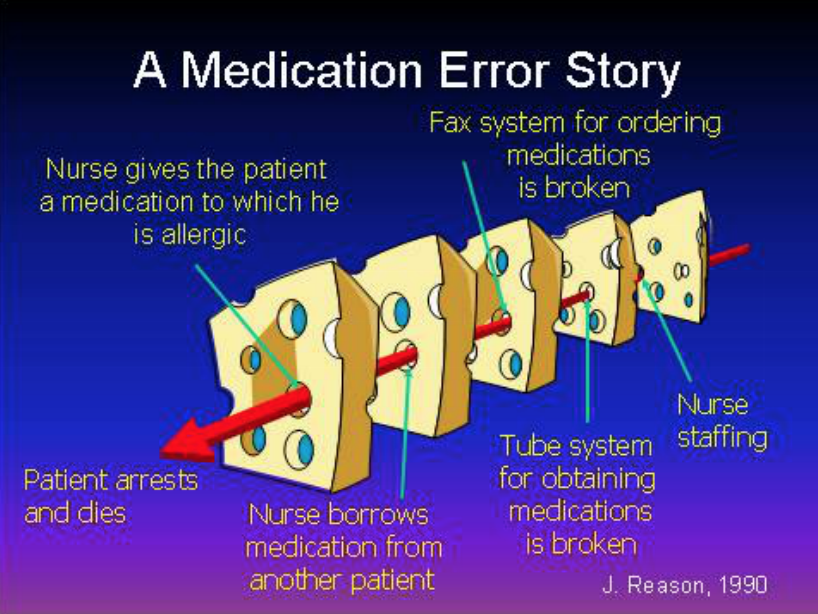 A Medication Error Story
Fax system for ordering
medications
is broken
Nurse gives the patient
a medication to which he
is allergic
Nurse
staffing
Tube system
for obtaining
medications
is broken
Patient arrests
and dies
Nurse borrows
medication from
another patient
J. Reason, 1990